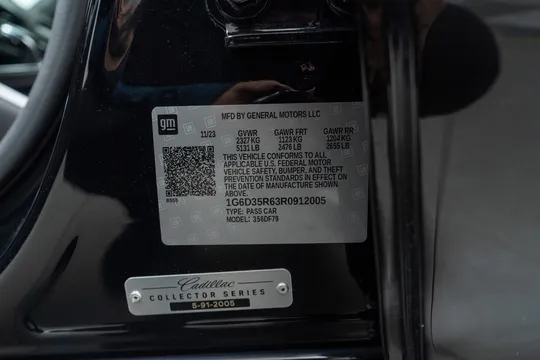 gm
MFD BY GENERAL MOTORS LLC
11/23 GVWR GAWR FRT GAWR RR
2327 KG 1123 KG 1204 KG
5131 LB 2476 LB 2655 LB
THIS VEHICLE CONFORMS TO ALL
APPLICABLE U.S. FEDERAL MOTOR
VEHICLE SAFETY, BUMPER, AND THEFT
PREVENTION STANDARDS IN EFFECT ON
THE DATE OF MANUFACTURE SHOWN
ABOVE.
1G6D35R63R0912005
TYPE: PASS CAR
Cadillac
COLLECTOR SERIES
5-91-2005